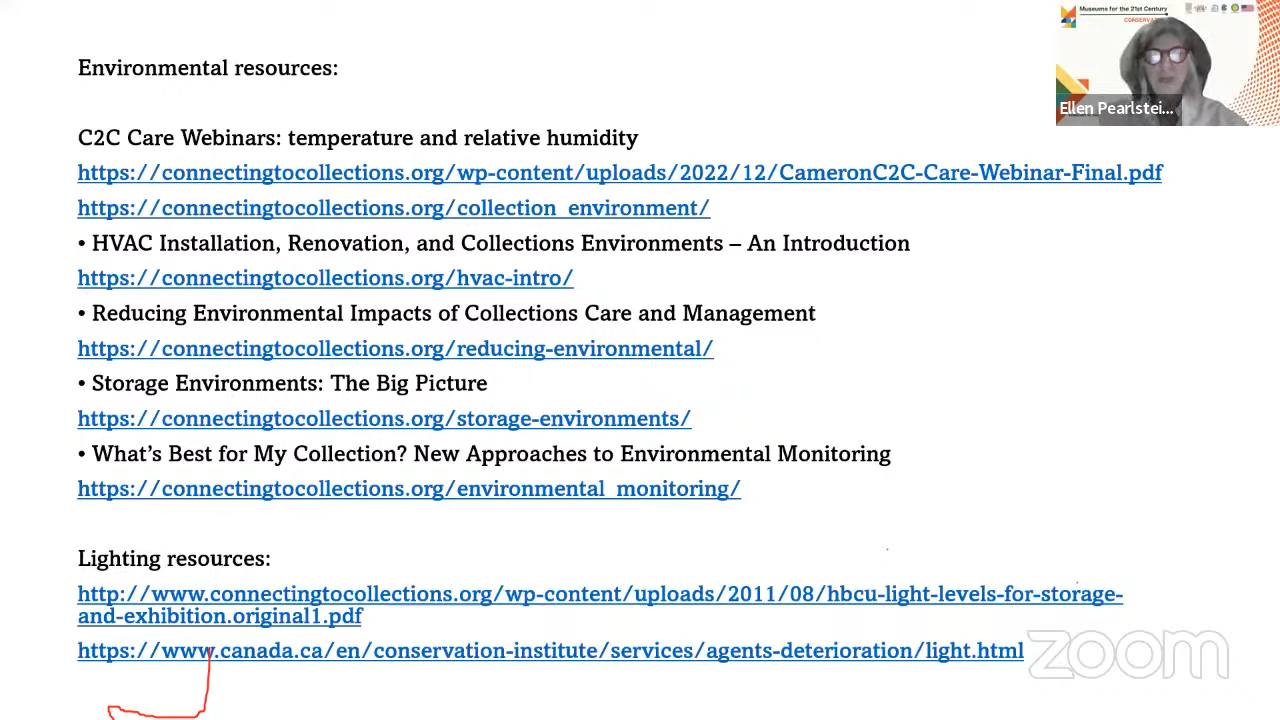 Museums for the 21st Century
Ellen Pearlstei...
Environmental resources:
C2C Care Webinars: temperature and relative humidity
https://connectingtocollections.org/wp-content/uploads/2022/12/CameronC2C-Care-Webinar-Final.pdf
https://connectingtocollections.org/collection_environment/
• HVAC Installation, Renovation, and Collections Environments – An Introduction
https://connectingtocollections.org/hvac-intro/
• Reducing Environmental Impacts of Collections Care and Management
https://connectingtocollections.org/reducing-environmental/
• Storage Environments: The Big Picture
https://connectingtocollections.org/storage-environments/
• What’s Best for My Collection? New Approaches to Environmental Monitoring
https://connectingtocollections.org/environmental_monitoring/
Lighting resources:
http://www.connectingtocollections.org/wp-content/uploads/2011/08/hbcu-light-levels-for-storage-
and-exhibition.original1.pdf
https://www.canada.ca/en/conservation-institute/services/agents-deterioration/light.html
zoom